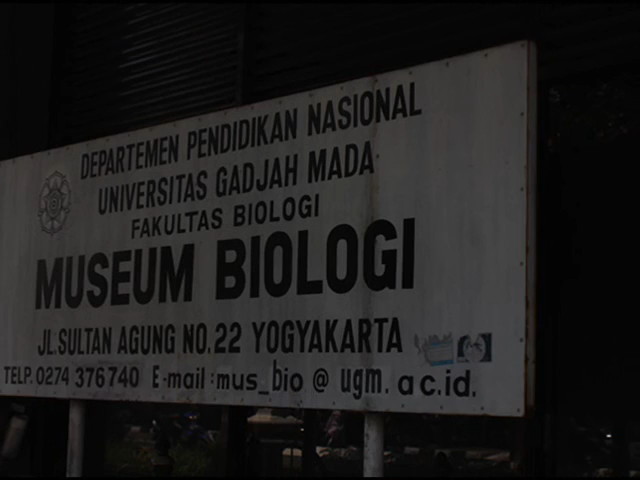 DEPARTEMEN PENDIDIKAN NASIONAL
UNIVERSITAS GADJAH MADA
FAKULTAS BIOLOGI
MUSEUM BIOLOGI
JL. SULTAN AGUNG NO. 22 YOGYAKARTA
TELP. 0274 376740 E-mail : mus_bio @ ugm. ac.id.